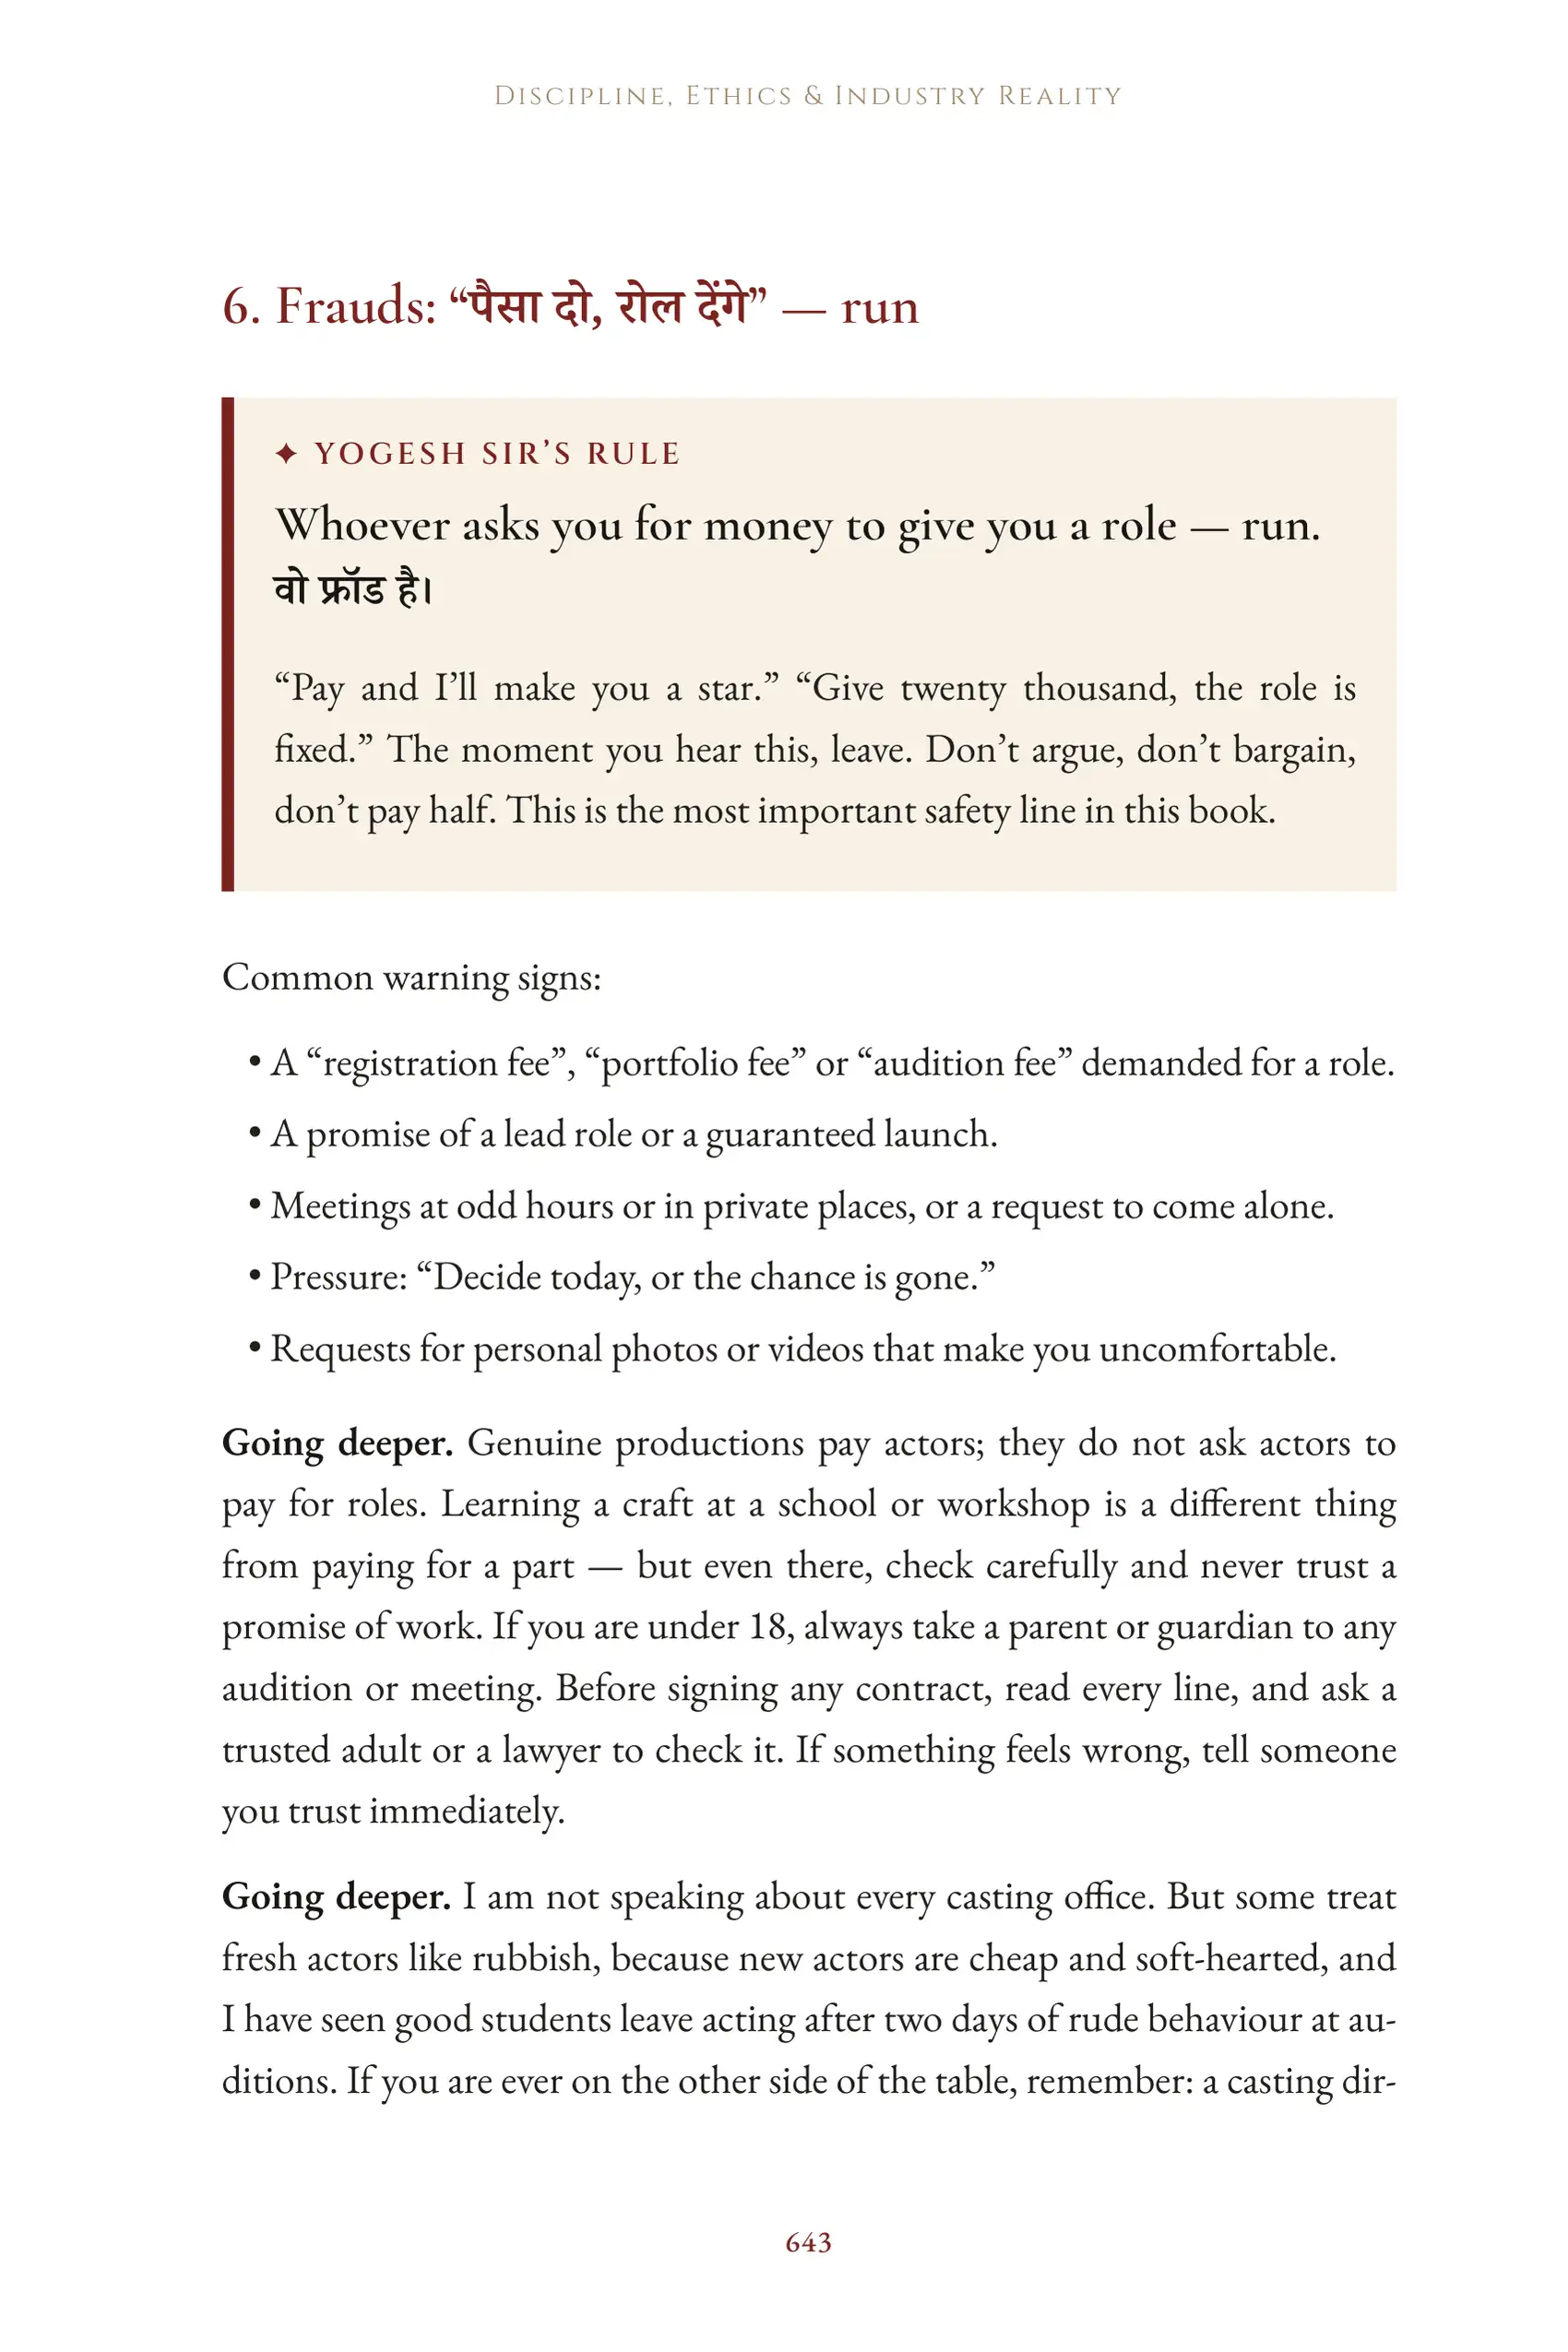 DISCIPLINE, ETHICS & INDUSTRY REALITY
6. Frauds: “पैसा दो, रोल देंगे” — run
✦ YOGESH SIR’S RULE
Whoever asks you for money to give you a role — run.
वो फ्रॉड है।
“Pay and I’ll make you a star.” “Give twenty thousand, the role is
fixed.” The moment you hear this, leave. Don’t argue, don’t bargain,
don’t pay half. This is the most important safety line in this book.
Common warning signs:
• A “registration fee”, “portfolio fee” or “audition fee” demanded for a role.
• A promise of a lead role or a guaranteed launch.
• Meetings at odd hours or in private places, or a request to come alone.
• Pressure: “Decide today, or the chance is gone.”
• Requests for personal photos or videos that make you uncomfortable.
Going deeper. Genuine productions pay actors; they do not ask actors to
pay for roles. Learning a craft at a school or workshop is a different thing
from paying for a part — but even there, check carefully and never trust a
promise of work. If you are under 18, always take a parent or guardian to any
audition or meeting. Before signing any contract, read every line, and ask a
trusted adult or a lawyer to check it. If something feels wrong, tell someone
you trust immediately.
Going deeper. I am not speaking about every casting office. But some treat
fresh actors like rubbish, because new actors are cheap and soft-hearted, and
I have seen good students leave acting after two days of rude behaviour at au-
ditions. If you are ever on the other side of the table, remember: a casting dir-
643